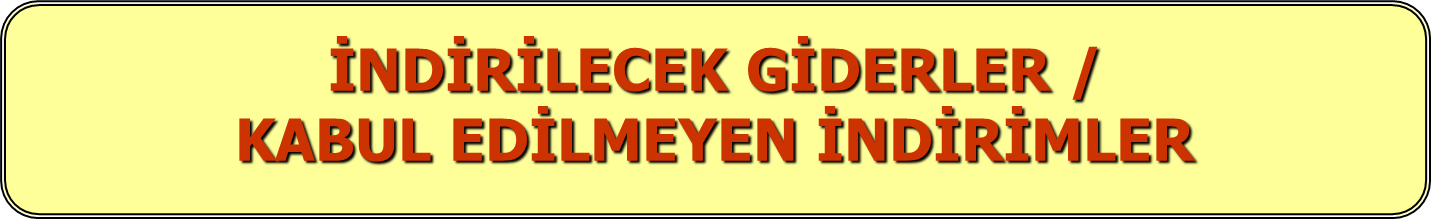 İNDİRİLECEK GİDERLER /
KABUL EDİLMEYEN İNDİRİMLER